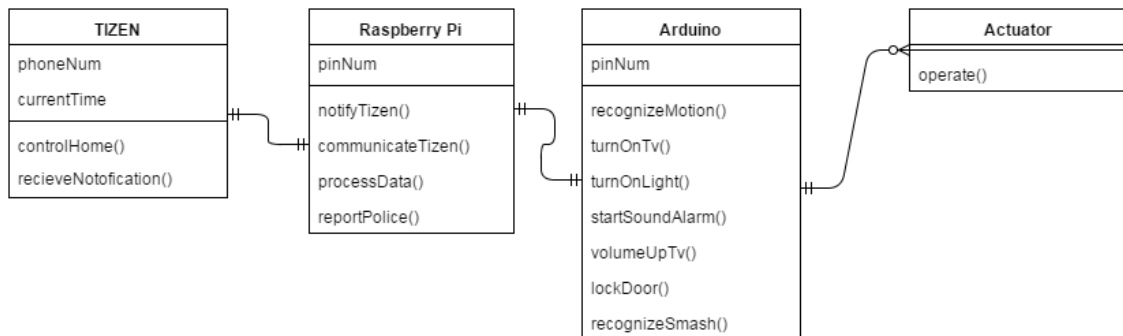 TIZEN
phoneNum
currentTime
controlHome()
recieveNotofication()
Raspberry Pi
pinNum
notifyTizen()
communicateTizen()
processData()
reportPolice()
Arduino
pinNum
recognizeMotion()
turnOnTv()
turnOnLight()
startSoundAlarm()
volumeUpTv()
lockDoor()
recognizeSmash()
Actuator
operate()